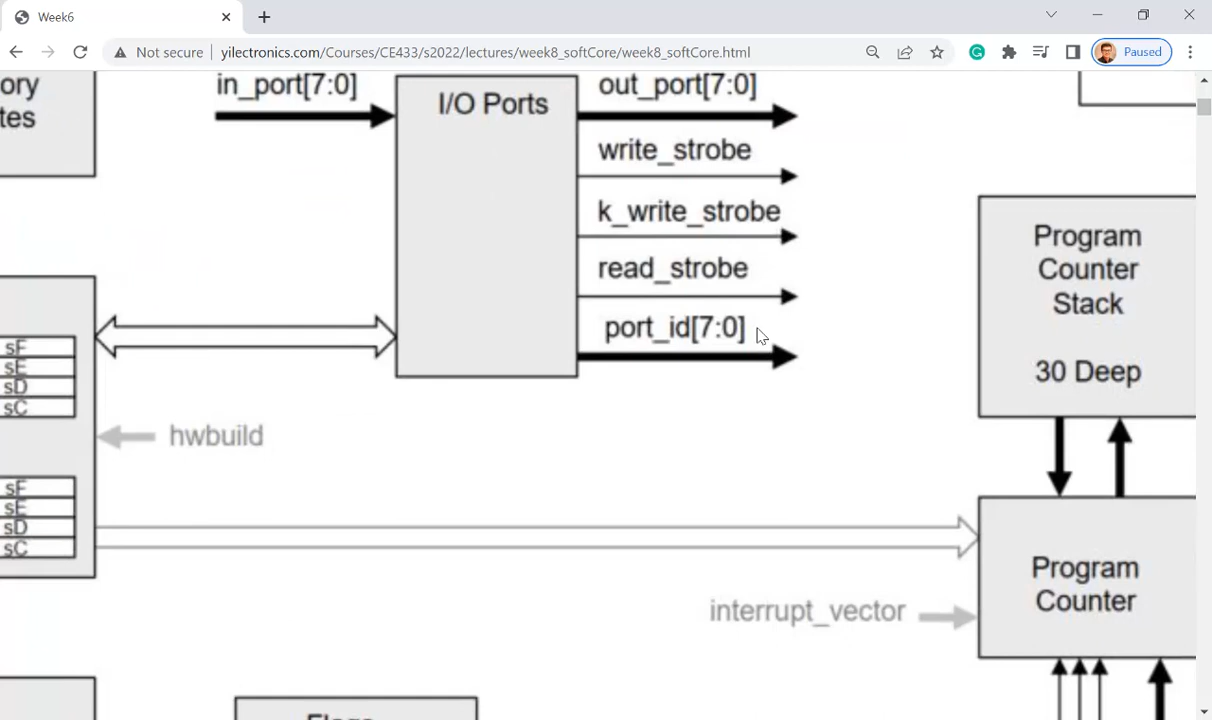 Week6
Not secure
yilectronics.com/Courses/CE433/s2022/lectures/week8_softCore/week8_softCore.html
Paused
ory
tes
in_port[7:0]
I/O Ports
out_port[7:0]
write_strobe
k_write_strobe
read_strobe
port_id[7:0]
Program
Counter
Stack
30 Deep
sF
sE
sD
sC
hwbuild
sF
sE
sD
sC
Program
Counter
interrupt_vector
Flags